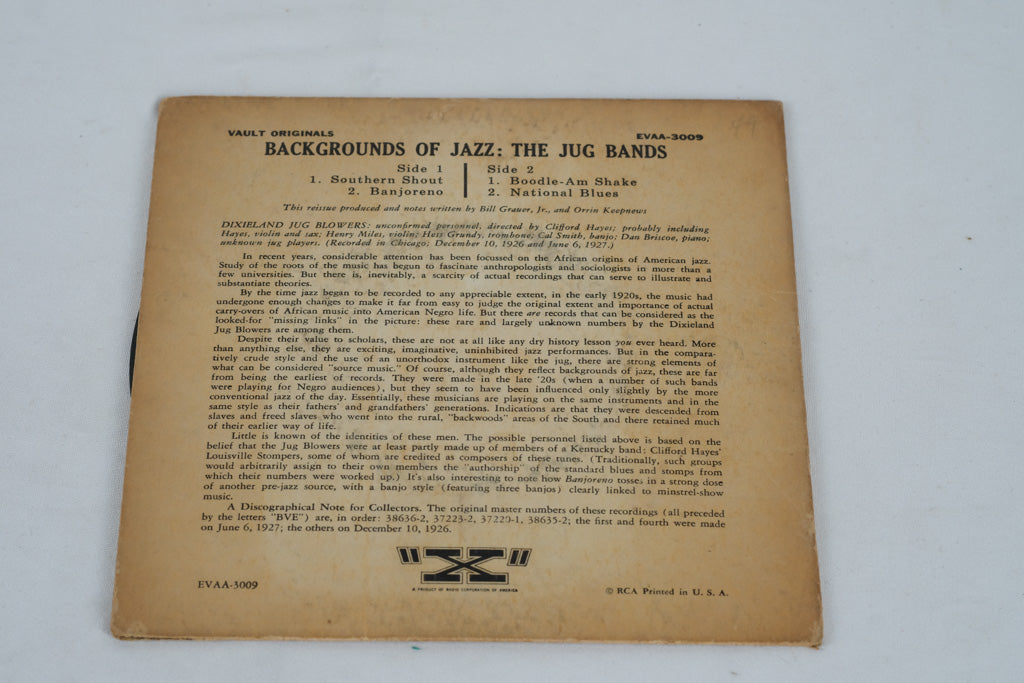 VAULT ORIGINALS EVAA-3009
BACKGROUNDS OF JAZZ: THE JUG BANDS
Side 1
1. Southern Shout
2. Banjoreno
Side 2
1. Boodle-Am Shake
2. National Blues
This reissue produced and notes written by Bill Grauer, Jr., and Orrin Keepnews
DIXIELAND JUG BLOWERS: unconfirmed personnel, directed by Clifford Hayes; probably including
Hayes, violin and sax; Henry Miles, violin; Hess Grundy, trombone; Cal Smith, banjo; Dan Briscoe, piano;
unknown jug players. (Recorded in Chicago; December 10, 1926 and June 6, 1927.)
In recent years, considerable attention has been focussed on the African origins of American jazz.
Study of the roots of the music has begun to fascinate anthropologists and sociologists in more than a
few universities. But there is, inevitably, a scarcity of actual recordings that can serve to illustrate and
substantiate theories.
By the time jazz began to be recorded to any appreciable extent, in the early 1920s, the music had
undergone enough changes to make it far from easy to judge the original extent and importance of actual
carry-overs of African music into American Negro life. But there are records that can be considered as the
looked-for "missing links" in the picture: these rare and largely unknown numbers by the Dixieland
Jug Blowers are among them.
Despite their value to scholars, these are not at all like any dry history lesson you ever heard. More
than anything else, they are exciting, imaginative, uninhibited jazz performances. But in the compara-
tively crude style and the use of an unorthodox instrument like the jug, there are strong elements of
what can be considered "source music." Of course, although they reflect backgrounds of jazz, these are far
from being the earliest of records. They were made in the late '20s (when a number of such bands
were playing for Negro audiences), but they seem to have been influenced only slightly by the more
conventional jazz of the day. Essentially, these musicians are playing on the same instruments and in the
same style as their fathers' and grandfathers' generations. Indications are that they were descended from
slaves and freed slaves who went into the rural, "backwoods" areas of the South and there retained much
of their earlier way of life.
Little is known of the identities of these men. The possible personnel listed above is based on the
belief that the Jug Blowers were at least partly made up of members of a Kentucky band; Clifford Hayes'
Louisville Stompers, some of whom are credited as composers of these tunes. (Traditionally, such groups
would arbitrarily assign to their own members the "authorship" of the standard blues and stomps from
which their numbers were worked up.) It's also interesting to note how Banjoreno tosses in a strong dose
of another pre-jazz source, with a banjo style (featuring three banjos) clearly linked to minstrel-show
music.
A Discographical Note for Collectors. The original master numbers of these recordings (all preceded
by the letters "BVE") are, in order: 38636-2, 37223-2, 37220-1, 38635-2; the first and fourth were made
on June 6, 1927; the others on December 10, 1926.
"X"
A PRODUCT OF RADIO CORPORATION OF AMERICA
EVAA-3009 © RCA Printed in U. S. A.